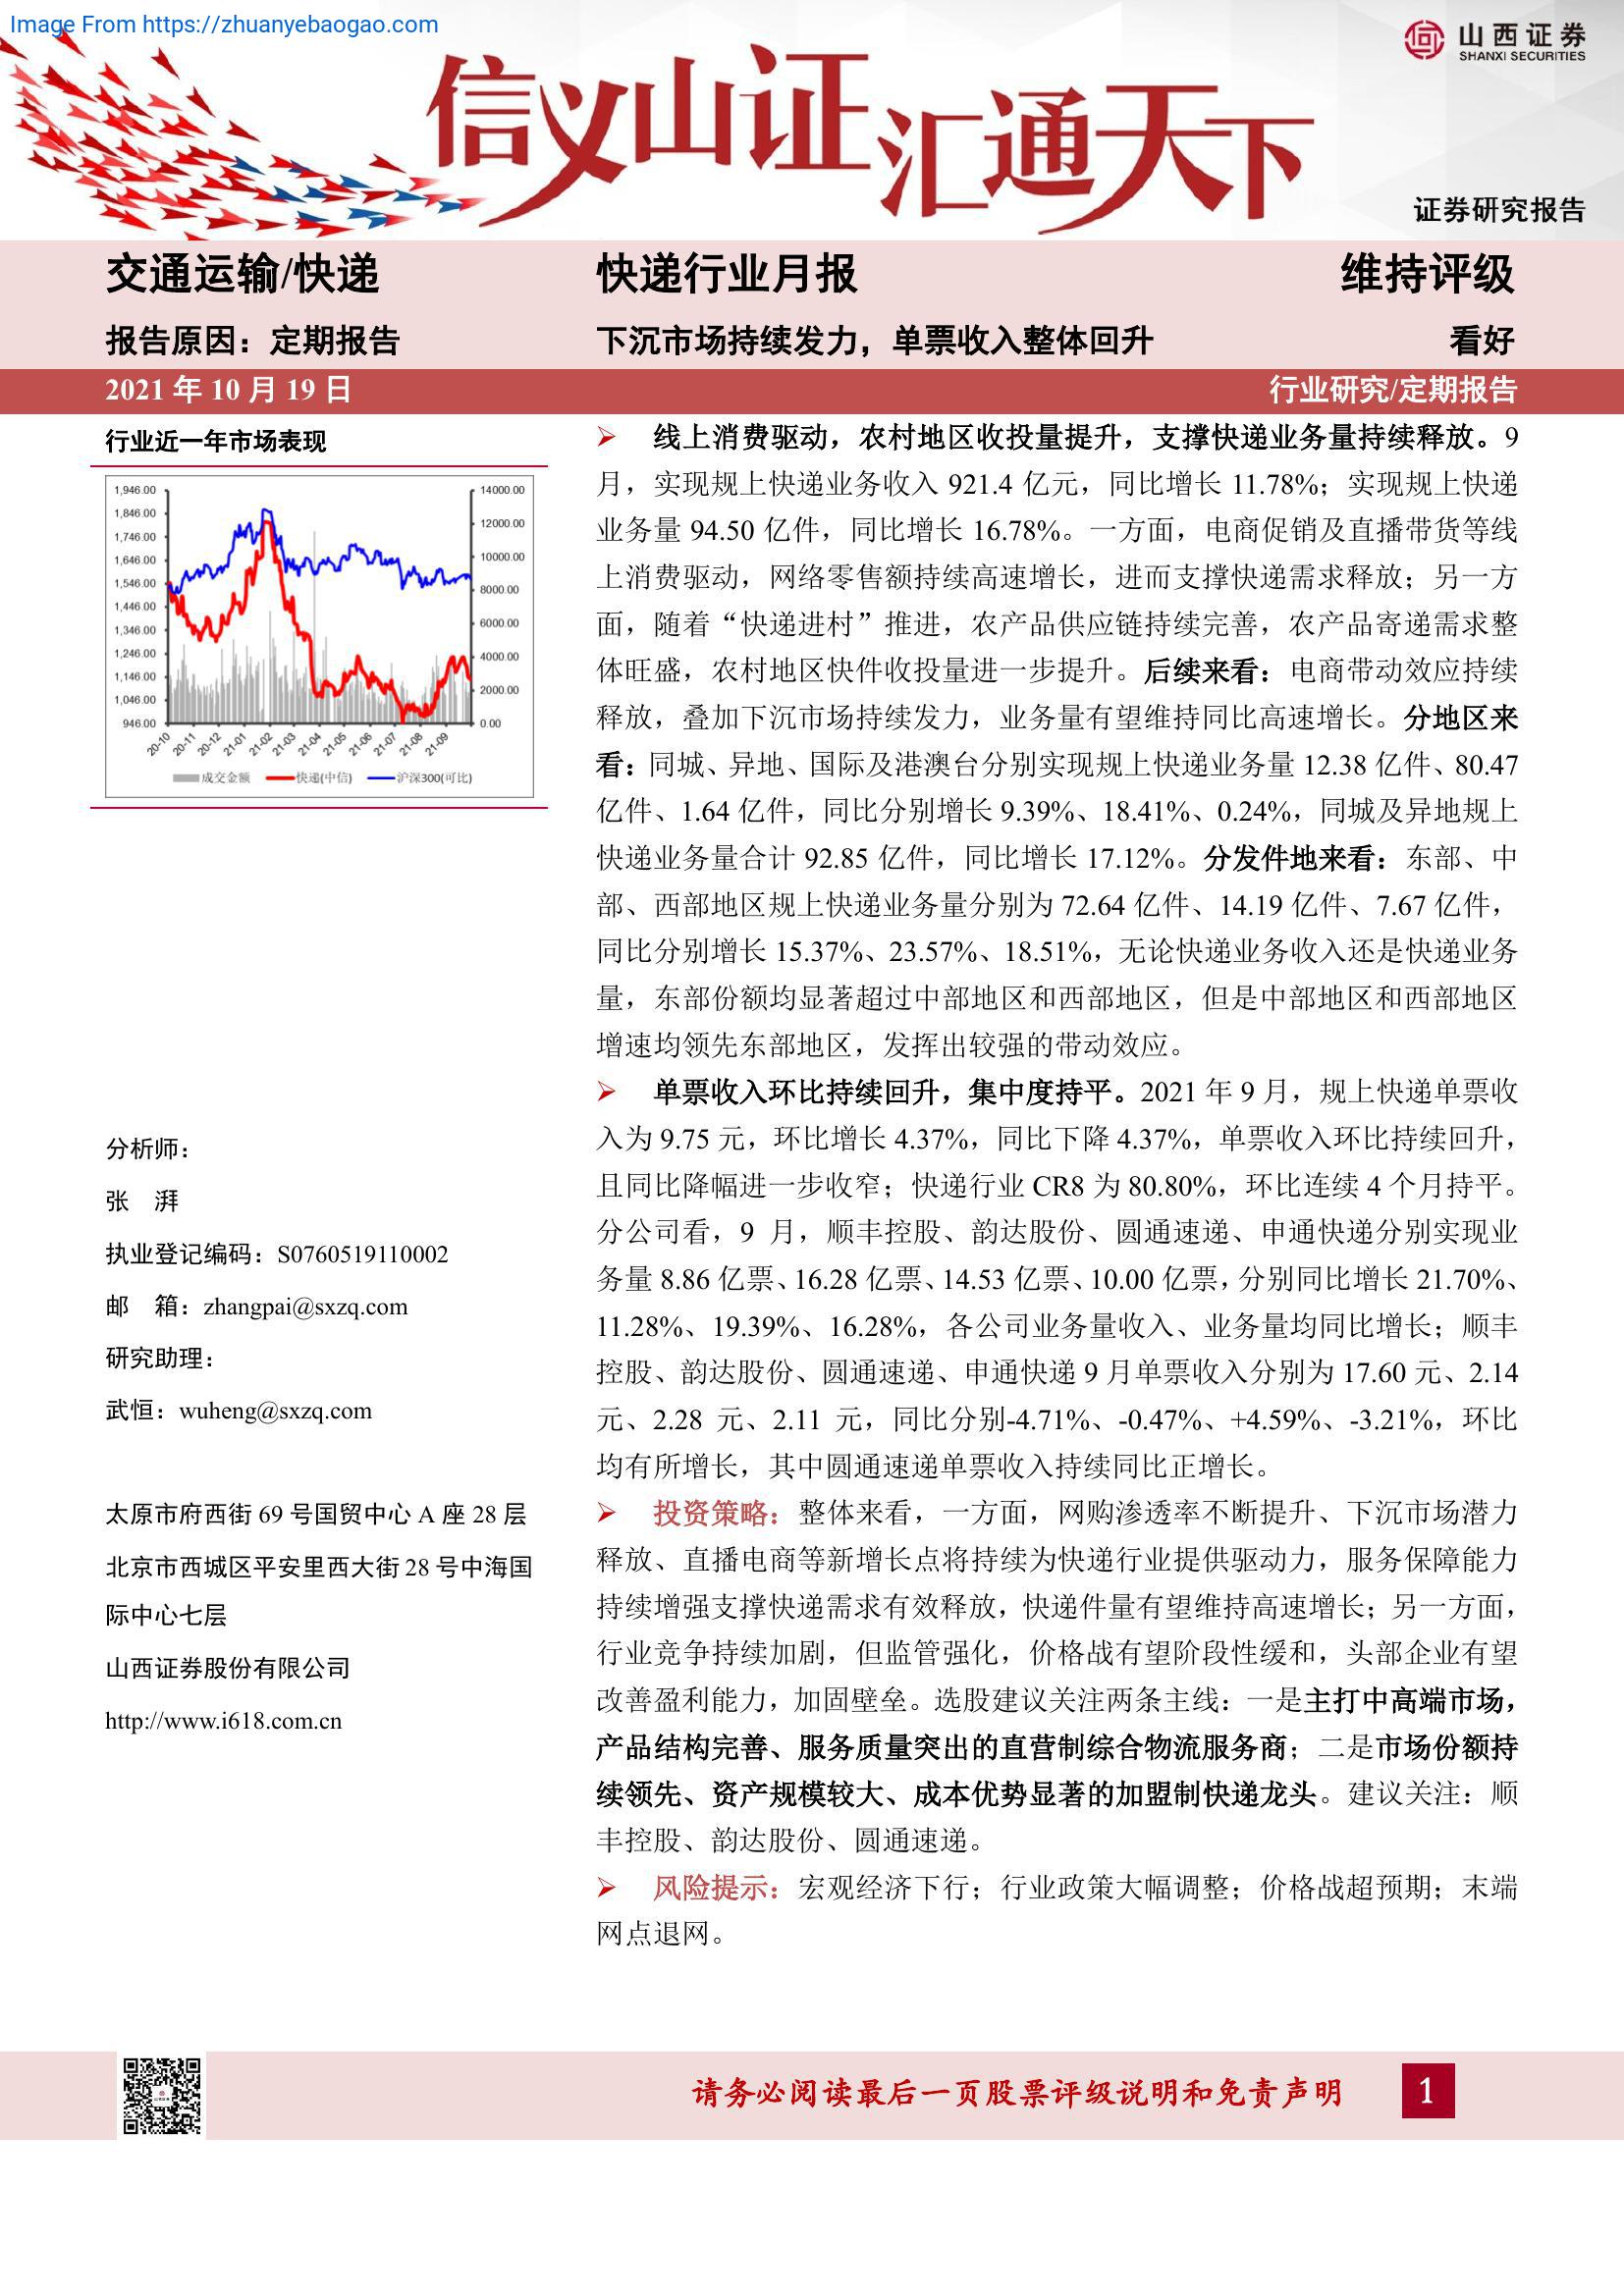 Image From https://zhuanyebaogao.com
山西证券
SHANXI SECURITIES
信义山证 汇通天下
证券研究报告
交通运输/快递
快递行业月报
维持评级
报告原因：定期报告
下沉市场持续发力，单票收入整体回升
看好
2021 年 10 月 19 日
行业研究/定期报告
行业近一年市场表现
1,946.00
1,846.00
1,746.00
1,646.00
1,546.00
1,446.00
1,346.00
1,246.00
1,146.00
1,046.00
946.00
14000.00
12000.00
10000.00
8000.00
6000.00
4000.00
2000.00
0.00
20-10
20-11
20-12
21-01
21-02
21-03
21-04
21-05
21-06
21-07
21-08
21-09
成交金额 快递(中信) 沪深300(可比)
分析师：
张 湃
执业登记编码：S0760519110002
邮 箱：zhangpai@sxzq.com
研究助理：
武恒：wuheng@sxzq.com
太原市府西街 69 号国贸中心 A 座 28 层
北京市西城区平安里西大街 28 号中海国
际中心七层
山西证券股份有限公司
http://www.i618.com.cn
➢ 线上消费驱动，农村地区收投量提升，支撑快递业务量持续释放。9
月，实现规上快递业务收入 921.4 亿元，同比增长 11.78%；实现规上快递
业务量 94.50 亿件，同比增长 16.78%。一方面，电商促销及直播带货等线
上消费驱动，网络零售额持续高速增长，进而支撑快递需求释放；另一方
面，随着“快递进村”推进，农产品供应链持续完善，农产品寄递需求整
体旺盛，农村地区快件收投量进一步提升。后续来看：电商带动效应持续
释放，叠加下沉市场持续发力，业务量有望维持同比高速增长。分地区来
看：同城、异地、国际及港澳台分别实现规上快递业务量 12.38 亿件、80.47
亿件、1.64 亿件，同比分别增长 9.39%、18.41%、0.24%，同城及异地规上
快递业务量合计 92.85 亿件，同比增长 17.12%。分发件地来看：东部、中
部、西部地区规上快递业务量分别为 72.64 亿件、14.19 亿件、7.67 亿件，
同比分别增长 15.37%、23.57%、18.51%，无论快递业务收入还是快递业务
量，东部份额均显著超过中部地区和西部地区，但是中部地区和西部地区
增速均领先东部地区，发挥出较强的带动效应。
➢ 单票收入环比持续回升，集中度持平。2021 年 9 月，规上快递单票收
入为 9.75 元，环比增长 4.37%，同比下降 4.37%，单票收入环比持续回升，
且同比降幅进一步收窄；快递行业 CR8 为 80.80%，环比连续 4 个月持平。
分公司看，9 月，顺丰控股、韵达股份、圆通速递、申通快递分别实现业
务量 8.86 亿票、16.28 亿票、14.53 亿票、10.00 亿票，分别同比增长 21.70%、
11.28%、19.39%、16.28%，各公司业务量收入、业务量均同比增长；顺丰
控股、韵达股份、圆通速递、申通快递 9 月单票收入分别为 17.60 元、2.14
元、2.28 元、2.11 元，同比分别-4.71%、-0.47%、+4.59%、-3.21%，环比
均有所增长，其中圆通速递单票收入持续同比正增长。
➢ 投资策略：整体来看，一方面，网购渗透率不断提升、下沉市场潜力
释放、直播电商等新增长点将持续为快递行业提供驱动力，服务保障能力
持续增强支撑快递需求有效释放，快递件量有望维持高速增长；另一方面，
行业竞争持续加剧，但监管强化，价格战有望阶段性缓和，头部企业有望
改善盈利能力，加固壁垒。选股建议关注两条主线：一是主打中高端市场，
产品结构完善、服务质量突出的直营制综合物流服务商；二是市场份额持
续领先、资产规模较大、成本优势显著的加盟制快递龙头。建议关注：顺
丰控股、韵达股份、圆通速递。
➢ 风险提示：宏观经济下行；行业政策大幅调整；价格战超预期；末端
网点退网。
请务必阅读最后一页股票评级说明和免责声明
1